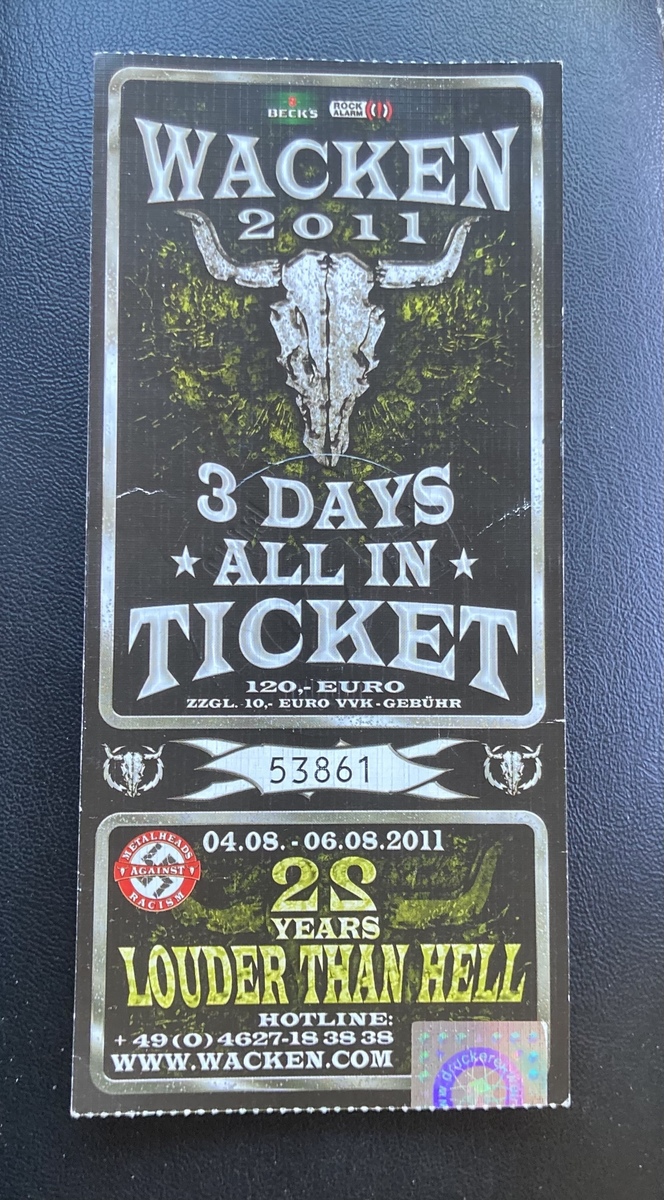 BECK'S ROCK ALARM
WACKEN
2011
3 DAYS
ALL IN
TICKET
120,- EURO
ZZGL. 10,- EURO VVK - GEBÜHR
53861
METALHEADS
AGAINST
RACISM
04.08. - 06.08.2011
22
YEARS
LOUDER THAN HELL
HOTLINE:
+ 49 (0) 4627-18 38 38
WWW.WACKEN.COM